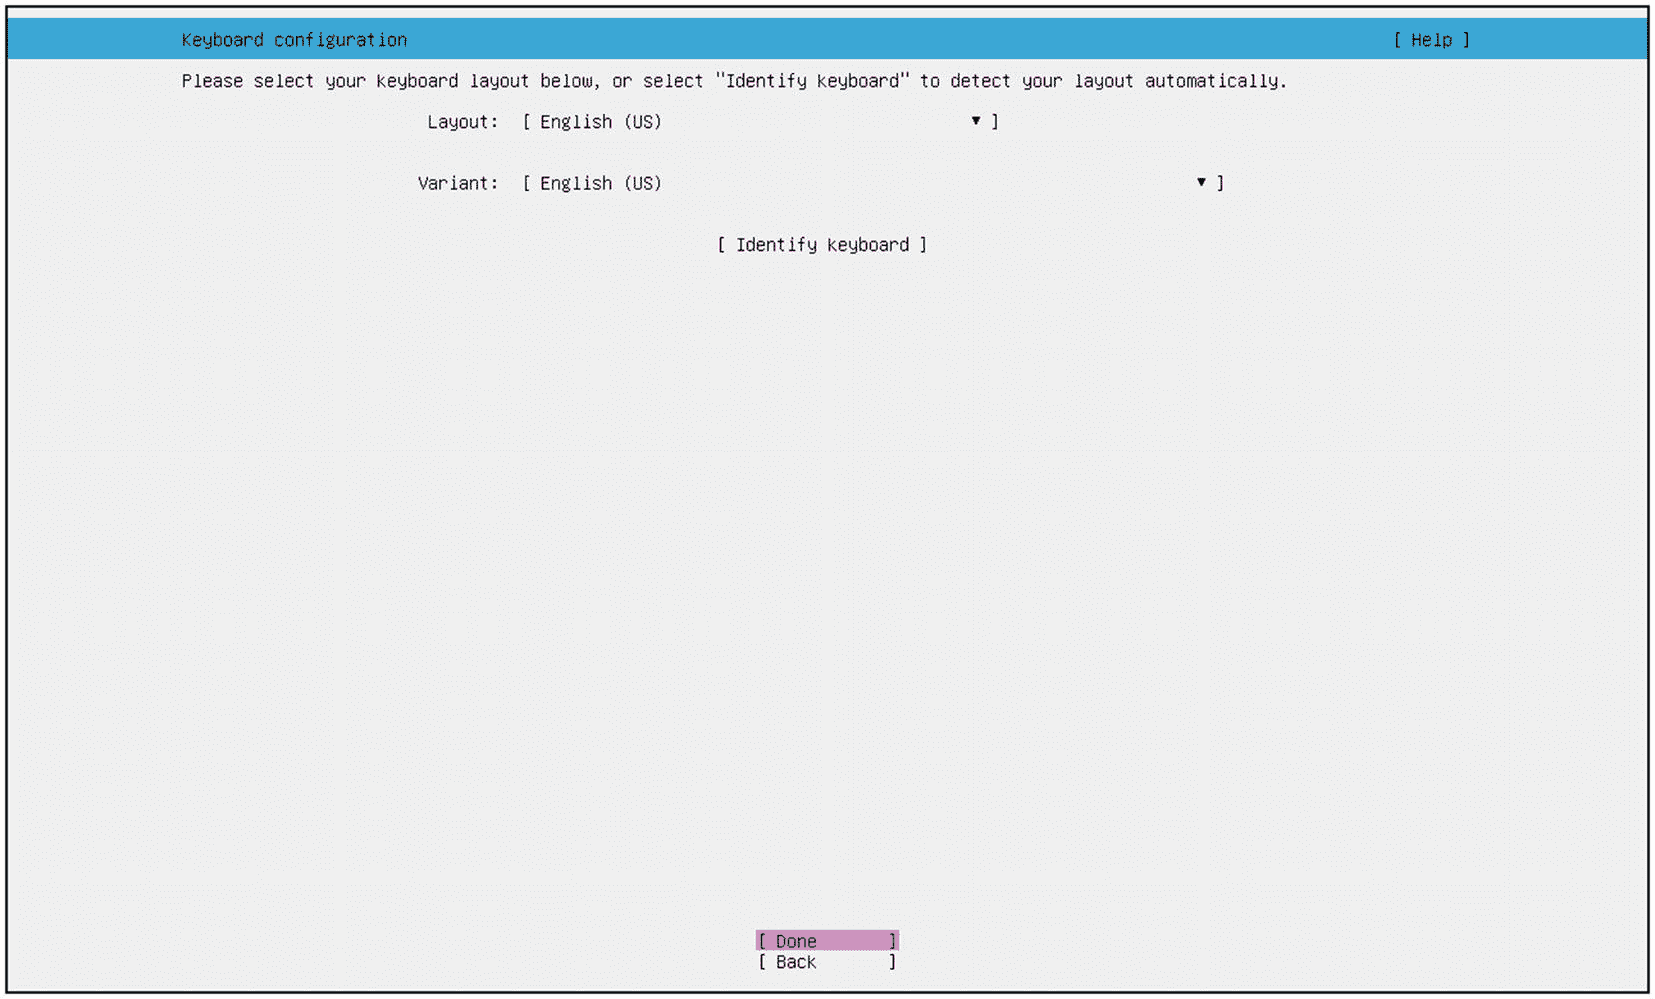 Keyboard configuration [ Help ]
Please select your keyboard layout below, or select "Identify keyboard" to detect your layout automatically.
Layout: [ English (US) ▾ ]
Variant: [ English (US) ▾ ]
[ Identify keyboard ]
[ Done ]
[ Back ]